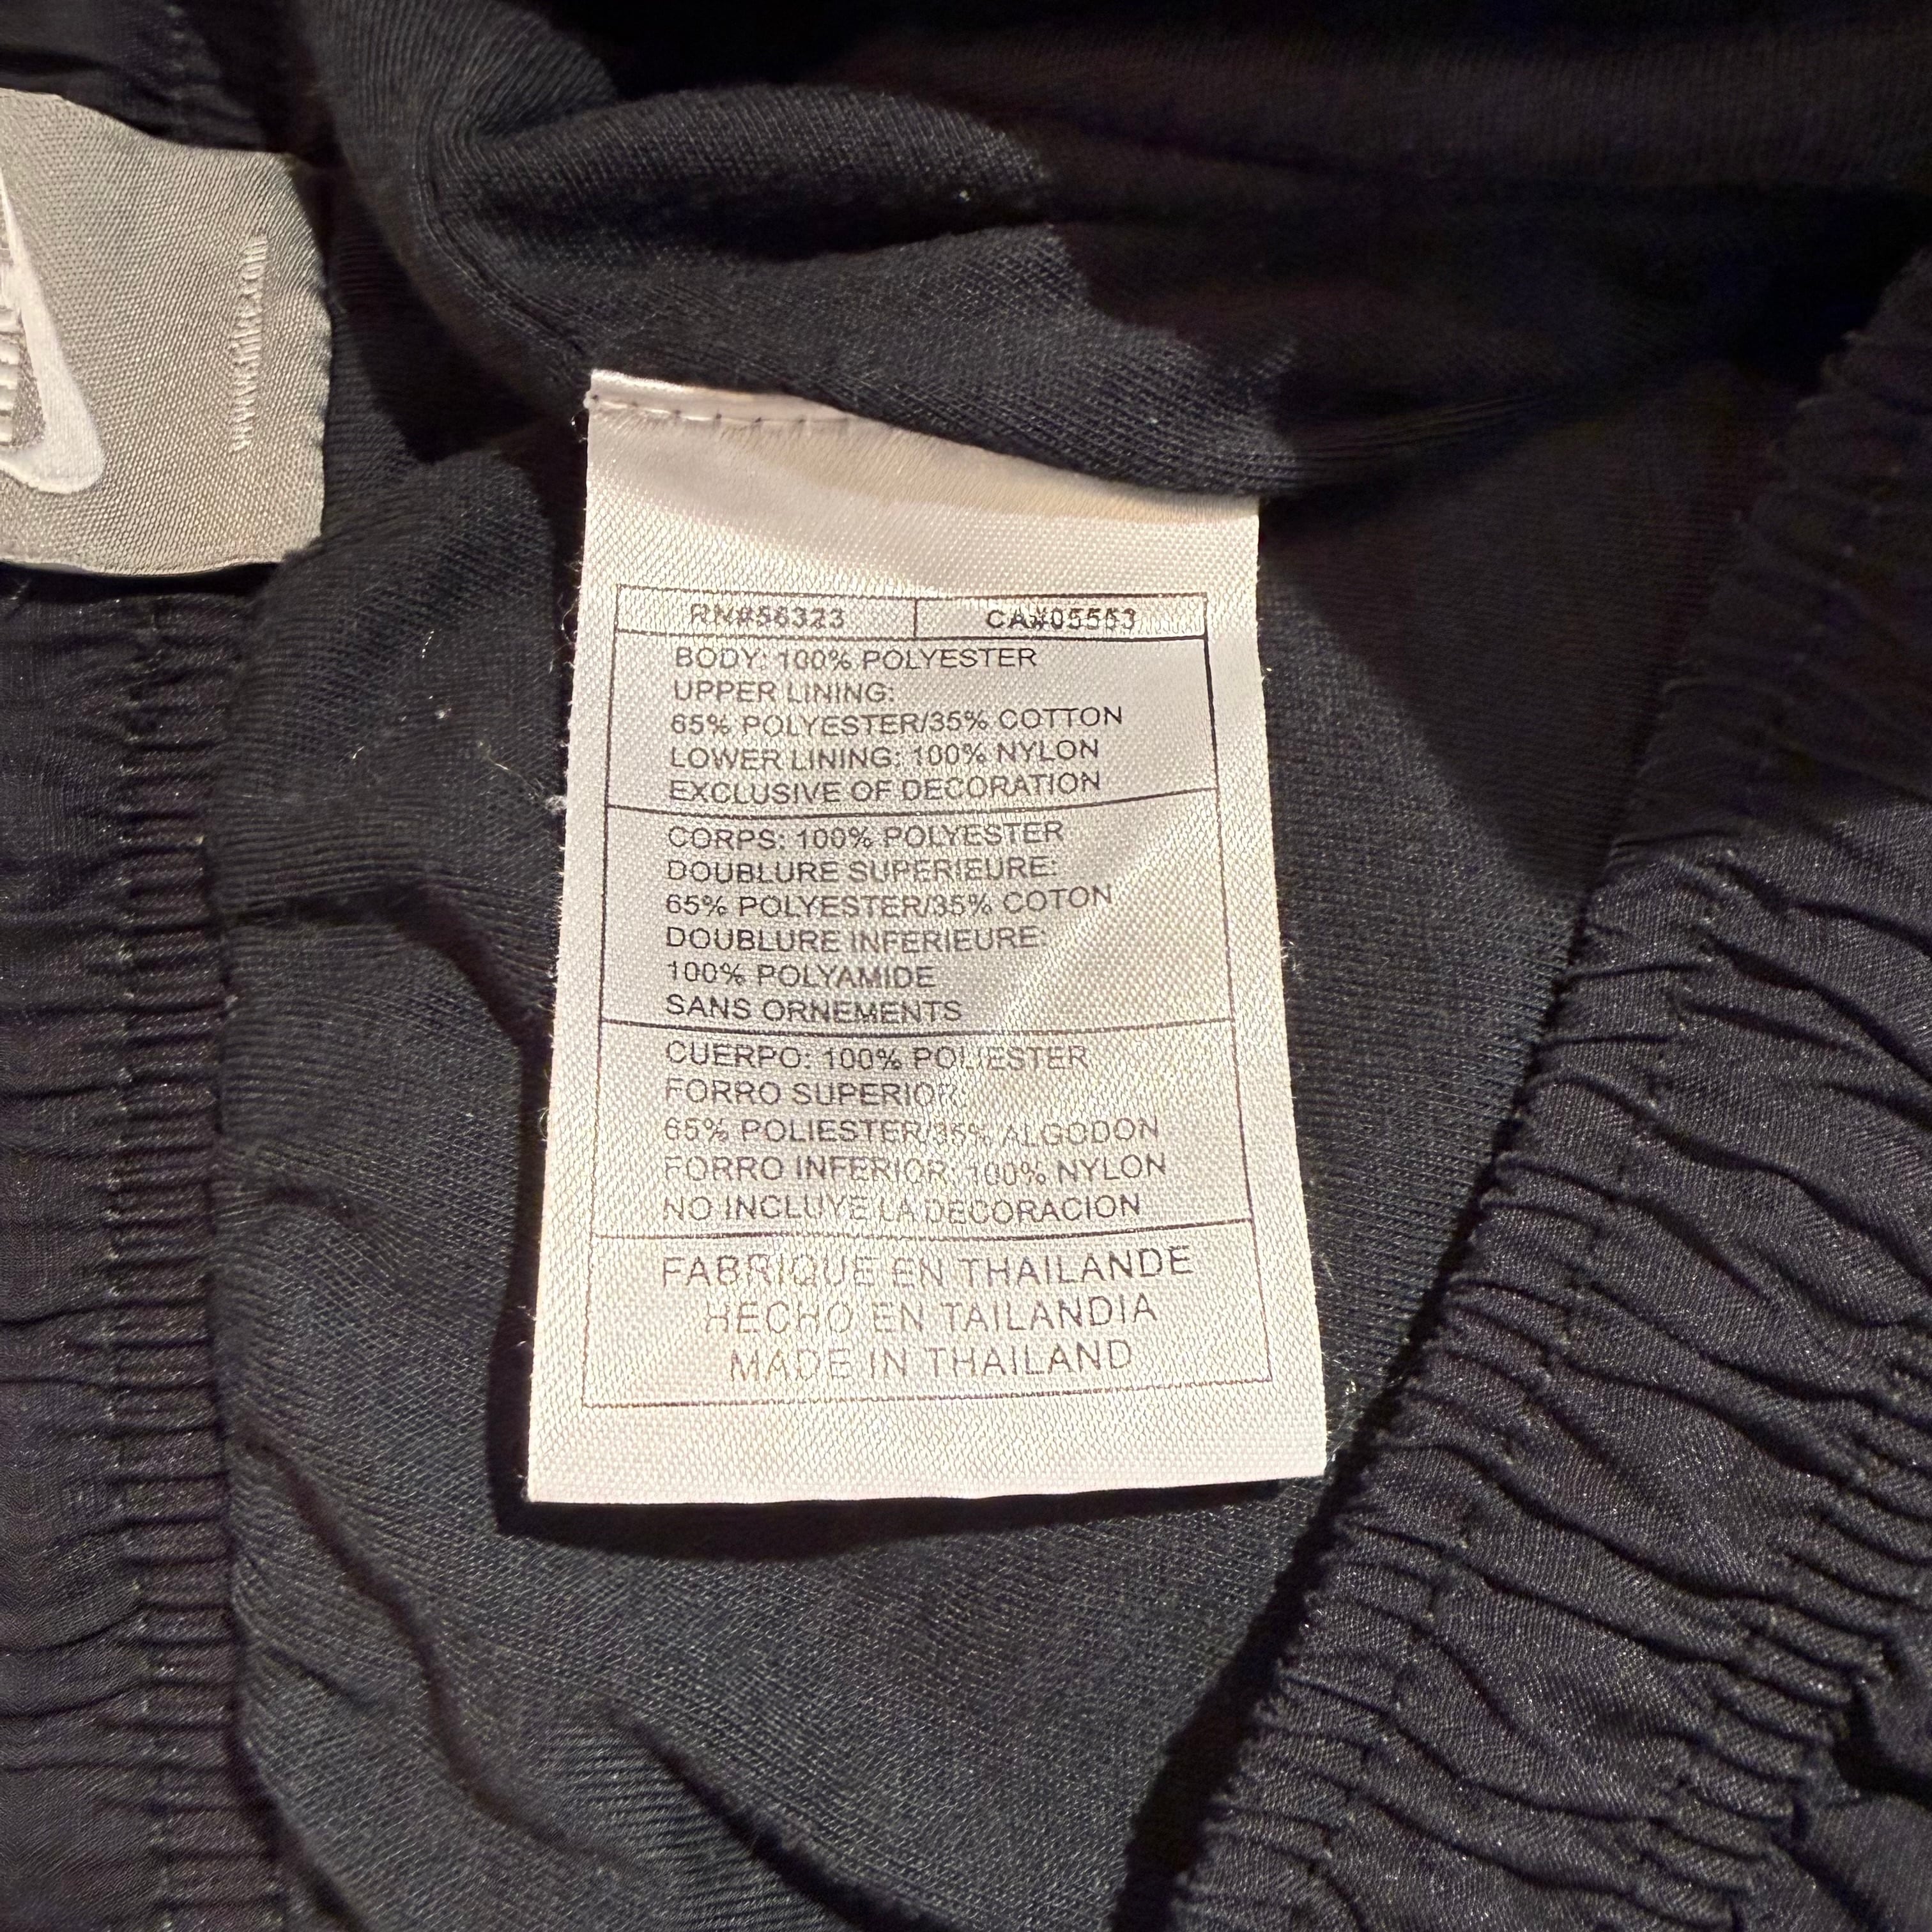 www.nike.com
RN#56323 CA#05553
BODY: 100% POLYESTER
UPPER LINING:
65% POLYESTER/35% COTTON
LOWER LINING: 100% NYLON
EXCLUSIVE OF DECORATION
CORPS: 100% POLYESTER
DOUBLURE SUPERIEURE:
65% POLYESTER/35% COTON
DOUBLURE INFERIEURE:
100% POLYAMIDE
SANS ORNEMENTS
CUERPO: 100% POLIESTER
FORRO SUPERIOR:
65% POLIESTER/35% ALGODON
FORRO INFERIOR: 100% NYLON
NO INCLUYE LA DECORACION
FABRIQUE EN THAILANDE
HECHO EN TAILANDIA
MADE IN THAILAND